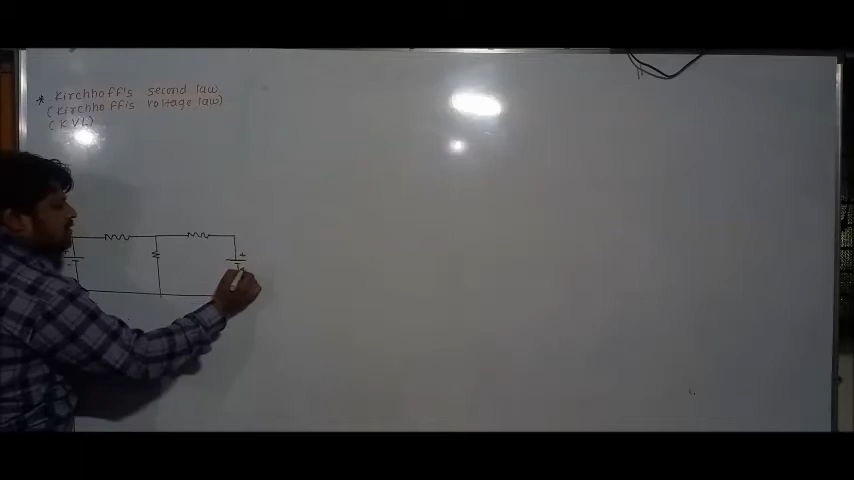 * Kirchhoff's second law
(Kirchhoff's voltage law)
(KVL)
+
-
+